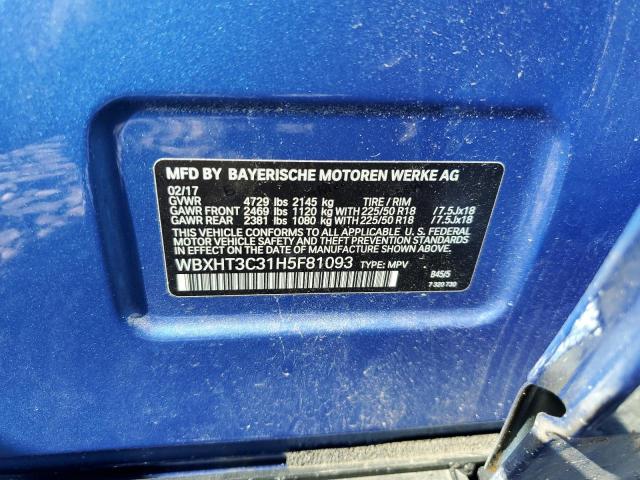 MFD BY BAYERISCHE MOTOREN WERKE AG
02/17
GVWR 4729 lbs 2145 kg TIRE / RIM
GAWR FRONT 2469 lbs 1120 kg WITH 225/50 R18 /7.5Jx18
GAWR REAR 2381 lbs 1080 kg WITH 225/50 R18 /7.5Jx18
THIS VEHICLE CONFORMS TO ALL APPLICABLE U. S. FEDERAL
MOTOR VEHICLE SAFETY, BUMPER, AND THEFT PREVENTION STANDARDS
IN EFFECT ON THE DATE OF MANUFACTURE SHOWN ABOVE.
WBXHT3C31H5F81093 TYPE: MPV
B45/5
7 320 730